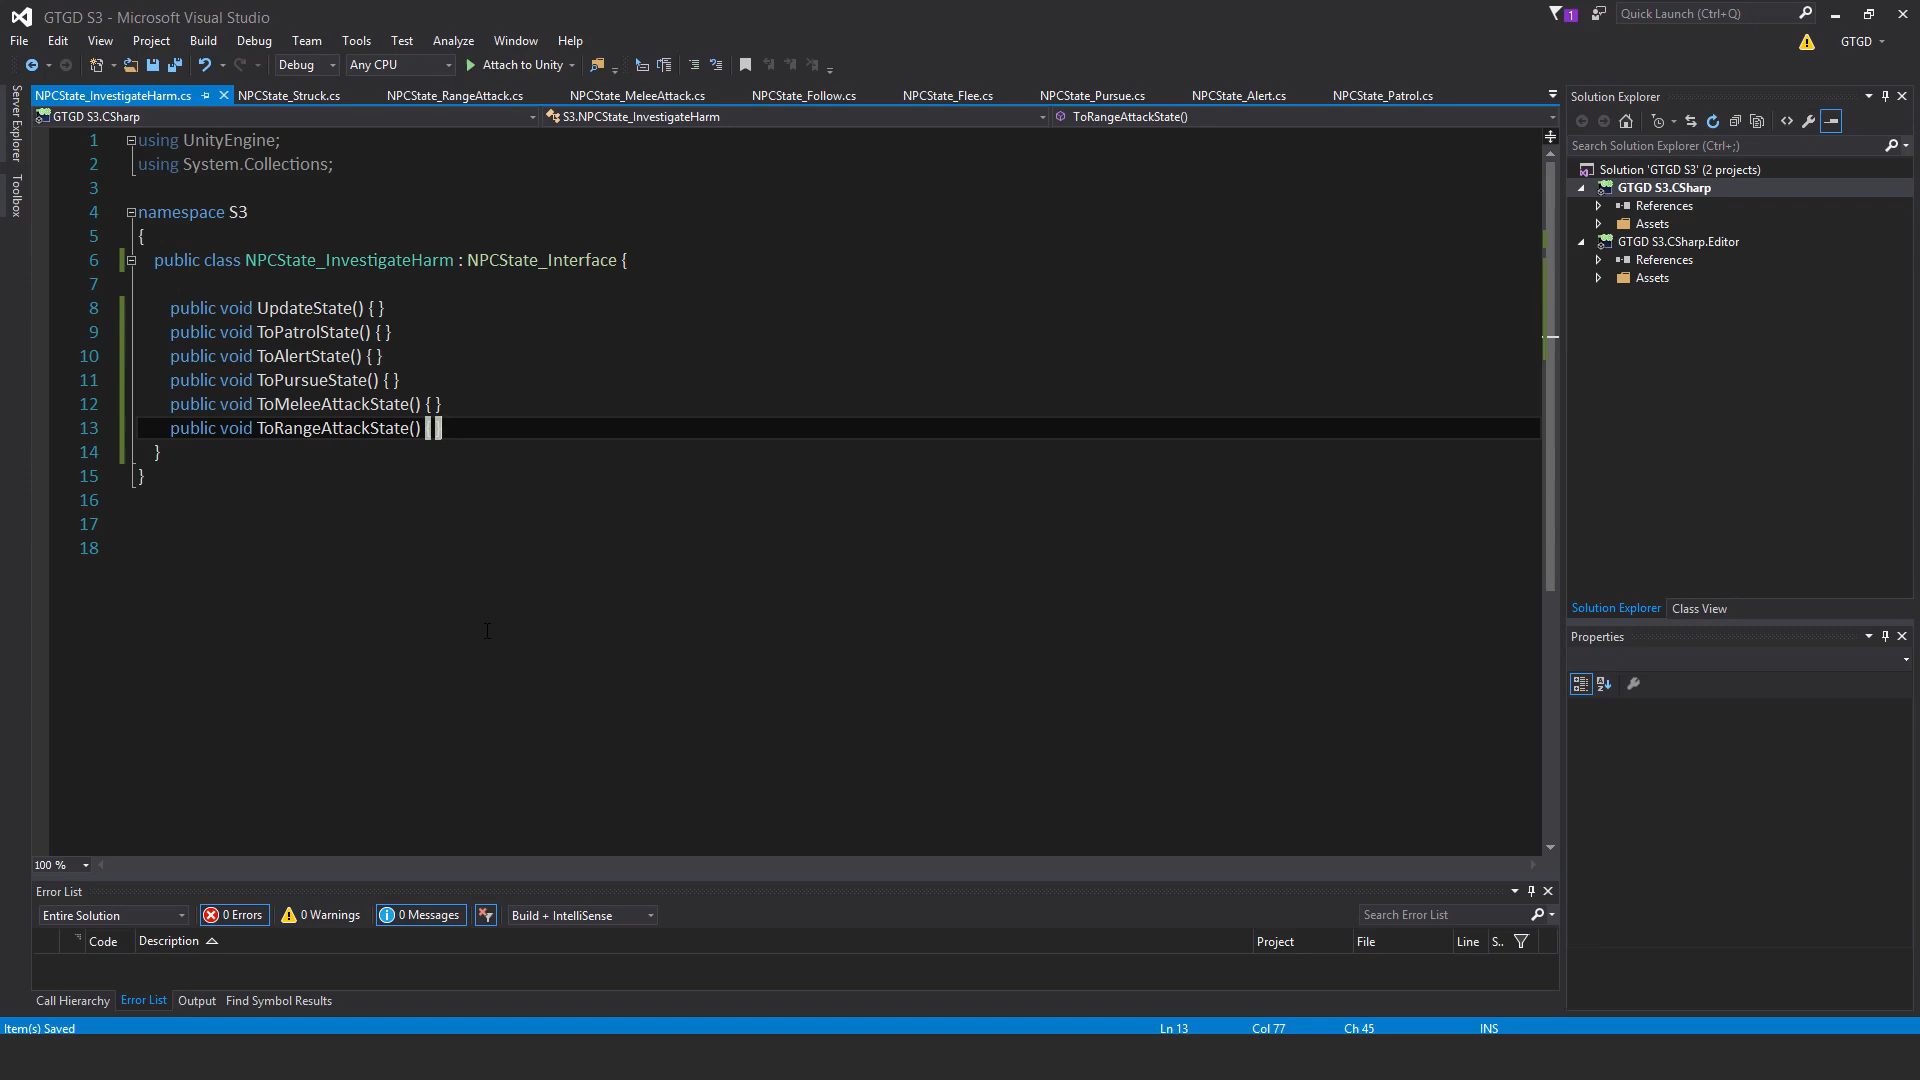 GTGD S3 - Microsoft Visual Studio
1
Quick Launch (Ctrl+Q)
File Edit View Project Build Debug Team Tools Test Analyze Window Help
GTGD
Debug Any CPU Attach to Unity
Server Explorer
Toolbox
NPCState_InvestigateHarm.cs NPCState_Struck.cs NPCState_RangeAttack.cs NPCState_MeleeAttack.cs NPCState_Follow.cs NPCState_Flee.cs NPCState_Pursue.cs NPCState_Alert.cs NPCState_Patrol.cs
GTGD S3.CSharp S3.NPCState_InvestigateHarm ToRangeAttackState()
1 using UnityEngine;
2 using System.Collections;
3
4 namespace S3
5 {
6 public class NPCState_InvestigateHarm : NPCState_Interface {
7
8 public void UpdateState() { }
9 public void ToPatrolState() { }
10 public void ToAlertState() { }
11 public void ToPursueState() { }
12 public void ToMeleeAttackState() { }
13 public void ToRangeAttackState() { }
14 }
15 }
16
17
18
100 %
Solution Explorer
Search Solution Explorer (Ctrl+;)
Solution 'GTGD S3' (2 projects)
GTGD S3.CSharp
References
Assets
GTGD S3.CSharp.Editor
References
Assets
Solution Explorer Class View
Properties
Error List
Entire Solution 0 Errors 0 Warnings 0 Messages Build + IntelliSense Search Error List
Code Description Project File Line S..
Call Hierarchy Error List Output Find Symbol Results
Item(s) Saved Ln 13 Col 77 Ch 45 INS